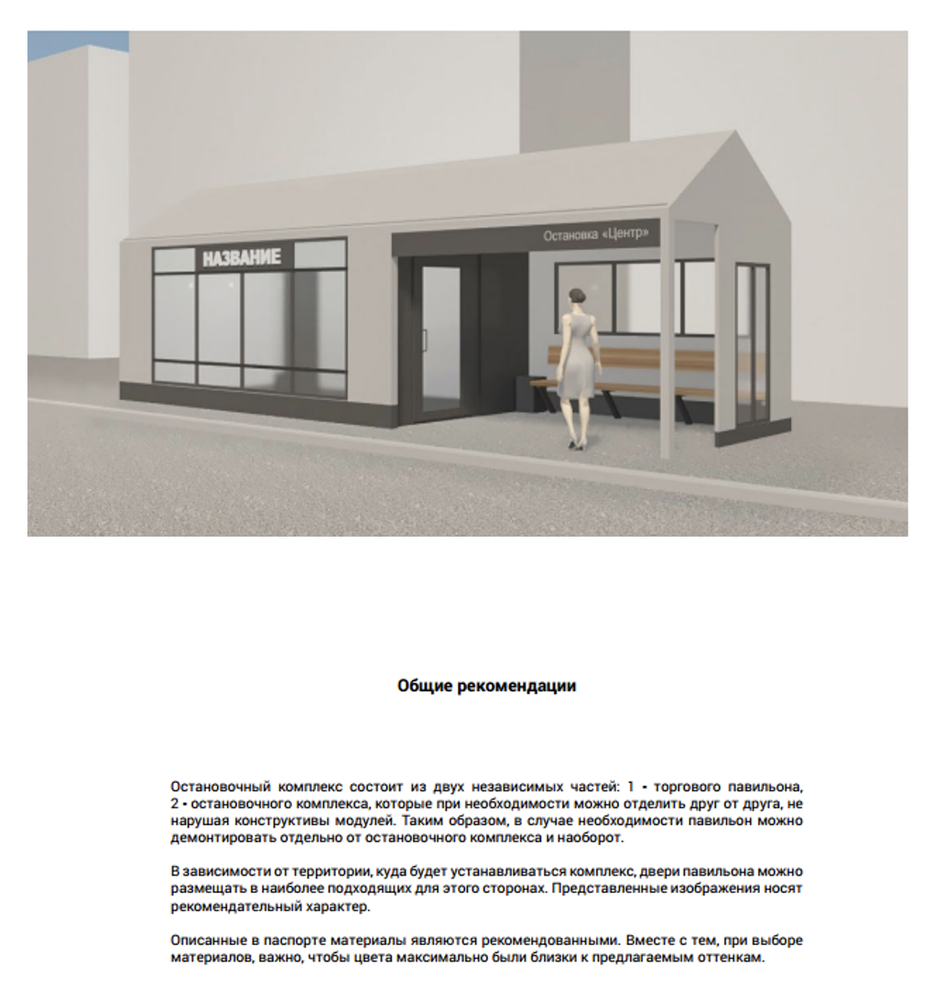 НАЗВАНИЕ
Остановка «Центр»
Общие рекомендации
Остановочный комплекс состоит из двух независимых частей: 1 - торгового павильона,
2 - остановочного комплекса, которые при необходимости можно отделить друг от друга, не
нарушая конструктивы модулей. Таким образом, в случае необходимости павильон можно
демонтировать отдельно от остановочного комплекса и наоборот.
В зависимости от территории, куда будет устанавливаться комплекс, двери павильона можно
размещать в наиболее подходящих для этого сторонах. Представленные изображения носят
рекомендательный характер.
Описанные в паспорте материалы являются рекомендованными. Вместе с тем, при выборе
материалов, важно, чтобы цвета максимально были близки к предлагаемым оттенкам.